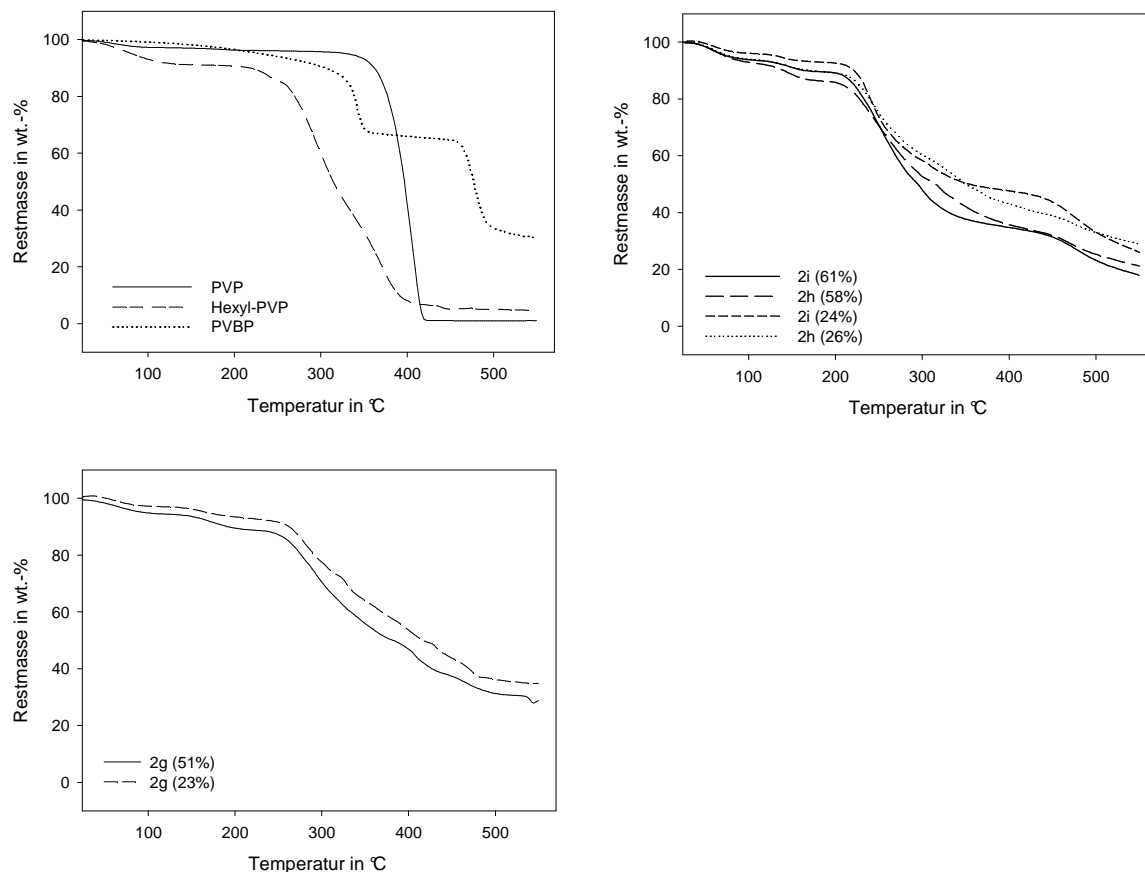 Restmasse in wt.-%
100
80
60
40
20
0
PVP
Hexyl-PVP
PVBP
100 200 300 400 500
Temperatur in °C
Restmasse in wt.-%
100
80
60
40
20
0
2i (61%)
2h (58%)
2i (24%)
2h (26%)
100 200 300 400 500
Temperatur in °C
Restmasse in wt.-%
100
80
60
40
20
0
2g (51%)
2g (23%)
100 200 300 400 500
Temperatur in °C